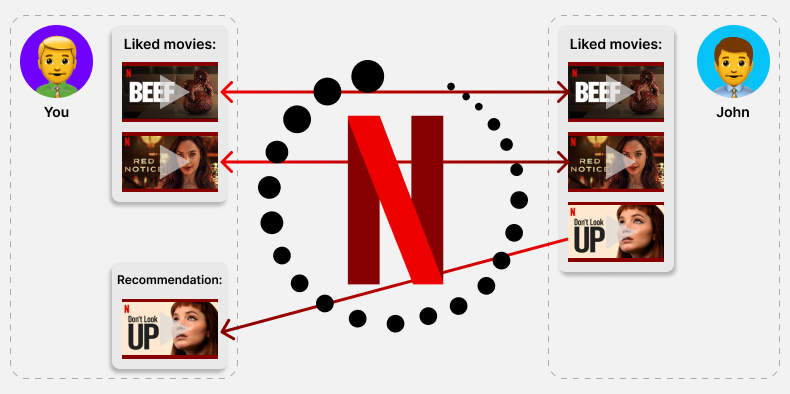 Liked movies:
N
BEEF
You
N
RED
NOTICE
Recommendation:
N
Don't Look
UP
N
Liked movies:
N
BEEF
John
N
RED
NOTICE
N
Don't Look
UP